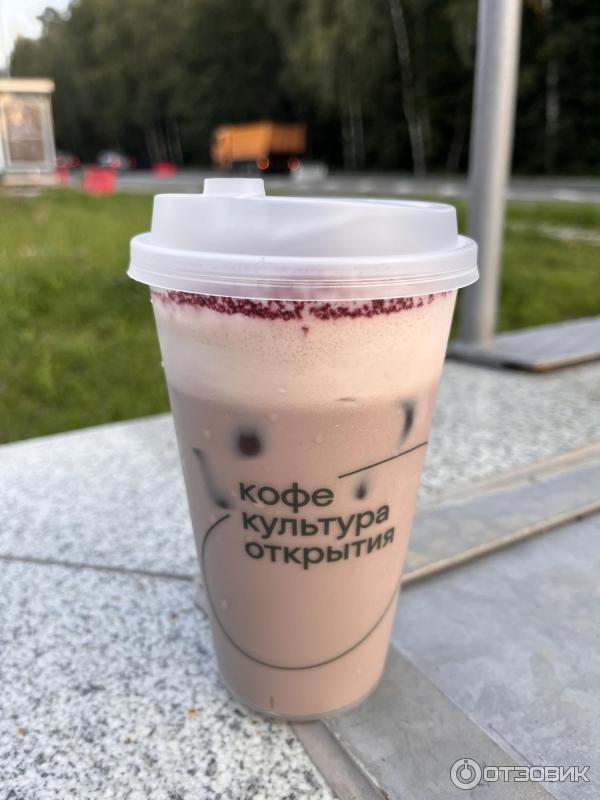 кофе
культура
открытия
ОТЗОВИК